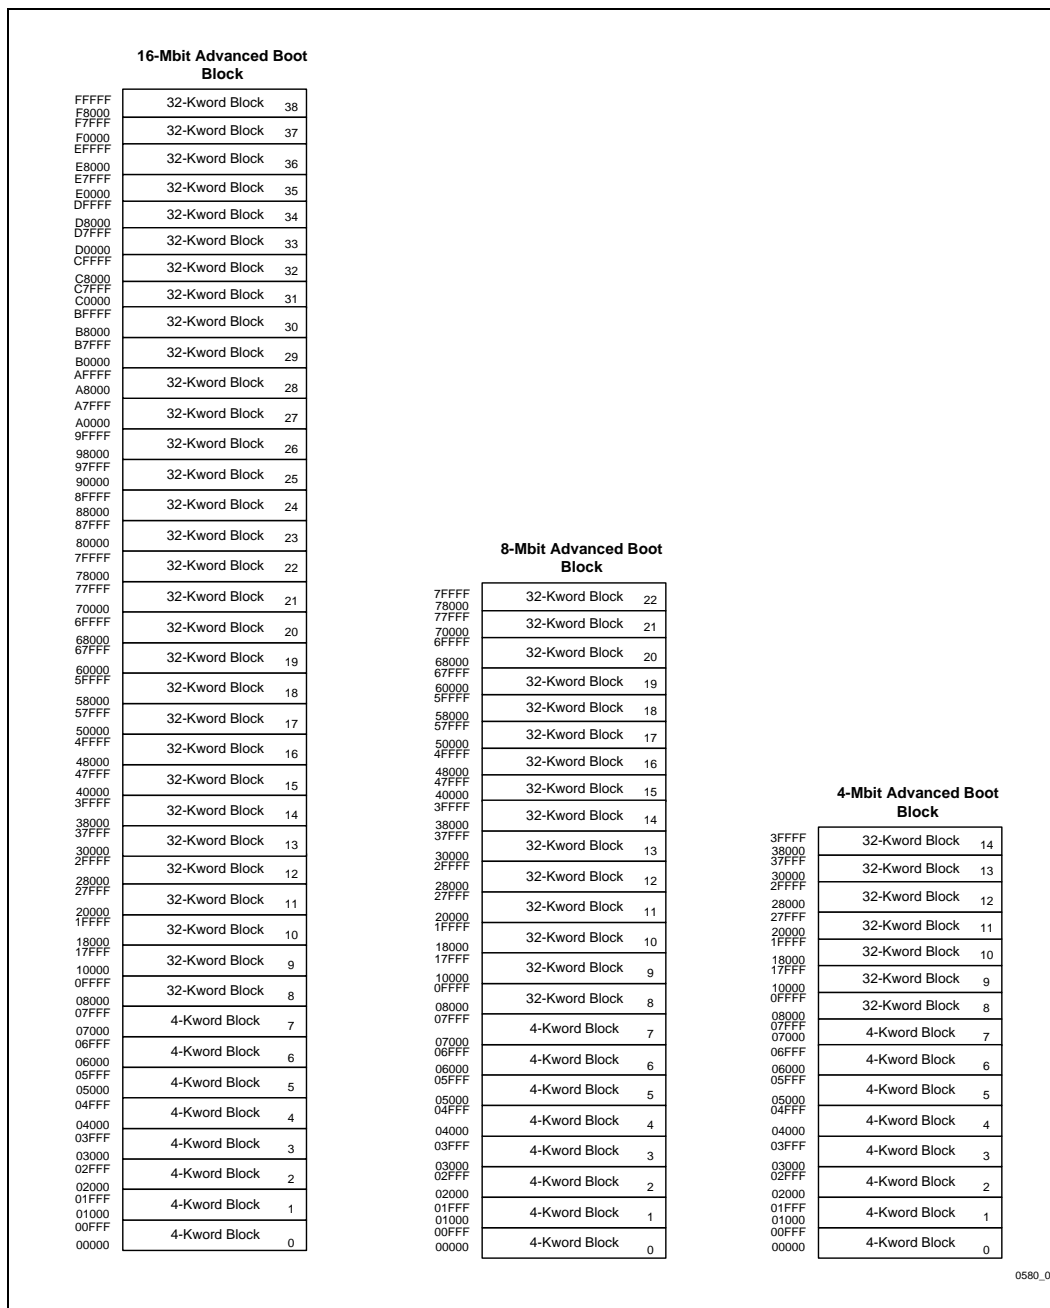 16-Mbit Advanced Boot
Block
FFFFF
32-Kword Block 38
F8000
F7FFF
32-Kword Block 37
F0000
EFFFF
32-Kword Block 36
E8000
E7FFF
32-Kword Block 35
E0000
DFFFF
32-Kword Block 34
D8000
D7FFF
32-Kword Block 33
D0000
CFFFF
32-Kword Block 32
C8000
C7FFF
32-Kword Block 31
C0000
BFFFF
32-Kword Block 30
B8000
B7FFF
32-Kword Block 29
B0000
AFFFF
32-Kword Block 28
A8000
A7FFF
32-Kword Block 27
A0000
9FFFF
32-Kword Block 26
98000
97FFF
32-Kword Block 25
90000
8FFFF
32-Kword Block 24
88000
87FFF
32-Kword Block 23
80000
7FFFF
32-Kword Block 22
78000
77FFF
32-Kword Block 21
70000
6FFFF
32-Kword Block 20
68000
67FFF
32-Kword Block 19
60000
5FFFF
32-Kword Block 18
58000
57FFF
32-Kword Block 17
50000
4FFFF
32-Kword Block 16
48000
47FFF
32-Kword Block 15
40000
3FFFF
32-Kword Block 14
38000
37FFF
32-Kword Block 13
30000
2FFFF
32-Kword Block 12
28000
27FFF
32-Kword Block 11
20000
1FFFF
32-Kword Block 10
18000
17FFF
32-Kword Block 9
10000
0FFFF
32-Kword Block 8
08000
07FFF
4-Kword Block 7
07000
06FFF
4-Kword Block 6
06000
05FFF
4-Kword Block 5
05000
04FFF
4-Kword Block 4
04000
03FFF
4-Kword Block 3
03000
02FFF
4-Kword Block 2
02000
01FFF
4-Kword Block 1
01000
00FFF
4-Kword Block 0
00000
8-Mbit Advanced Boot
Block
7FFFF
32-Kword Block 22
78000
77FFF
32-Kword Block 21
70000
6FFFF
32-Kword Block 20
68000
67FFF
32-Kword Block 19
60000
5FFFF
32-Kword Block 18
58000
57FFF
32-Kword Block 17
50000
4FFFF
32-Kword Block 16
48000
47FFF
32-Kword Block 15
40000
3FFFF
32-Kword Block 14
38000
37FFF
32-Kword Block 13
30000
2FFFF
32-Kword Block 12
28000
27FFF
32-Kword Block 11
20000
1FFFF
32-Kword Block 10
18000
17FFF
32-Kword Block 9
10000
0FFFF
32-Kword Block 8
08000
07FFF
4-Kword Block 7
07000
06FFF
4-Kword Block 6
06000
05FFF
4-Kword Block 5
05000
04FFF
4-Kword Block 4
04000
03FFF
4-Kword Block 3
03000
02FFF
4-Kword Block 2
02000
01FFF
4-Kword Block 1
01000
00FFF
4-Kword Block 0
00000
4-Mbit Advanced Boot
Block
3FFFF
32-Kword Block 14
38000
37FFF
32-Kword Block 13
30000
2FFFF
32-Kword Block 12
28000
27FFF
32-Kword Block 11
20000
1FFFF
32-Kword Block 10
18000
17FFF
32-Kword Block 9
10000
0FFFF
32-Kword Block 8
08000
07FFF
4-Kword Block 7
07000
06FFF
4-Kword Block 6
06000
05FFF
4-Kword Block 5
05000
04FFF
4-Kword Block 4
04000
03FFF
4-Kword Block 3
03000
02FFF
4-Kword Block 2
02000
01FFF
4-Kword Block 1
01000
00FFF
4-Kword Block 0
00000
0580_0